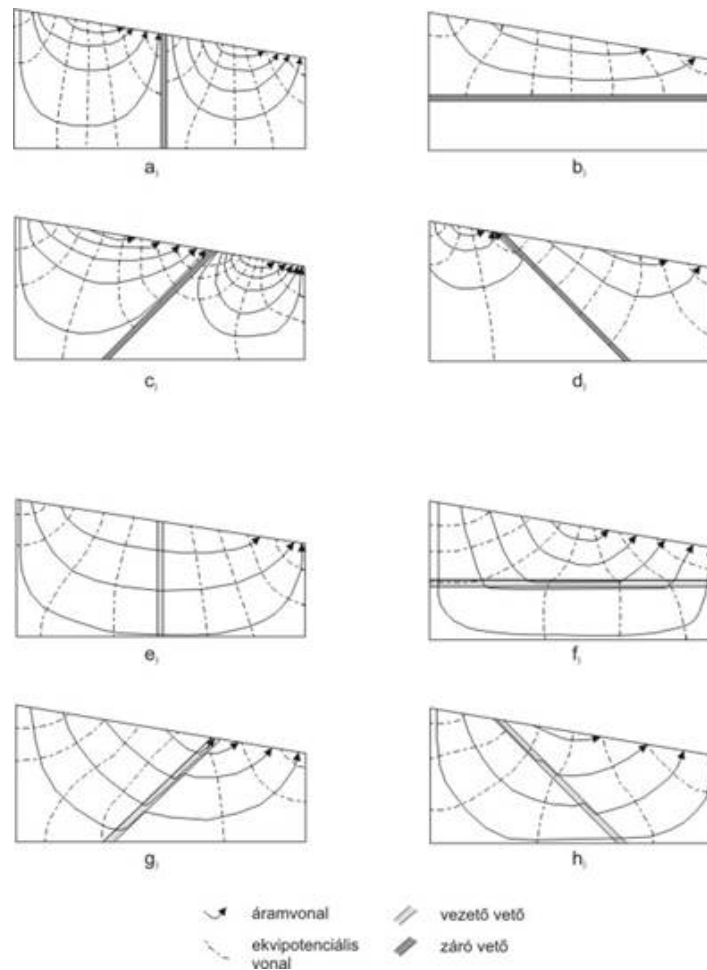 a)
b)
c)
d)
e)
f)
g)
h)
áramvonal
vezető vető
ekvipotenciális
vonal
záró vető